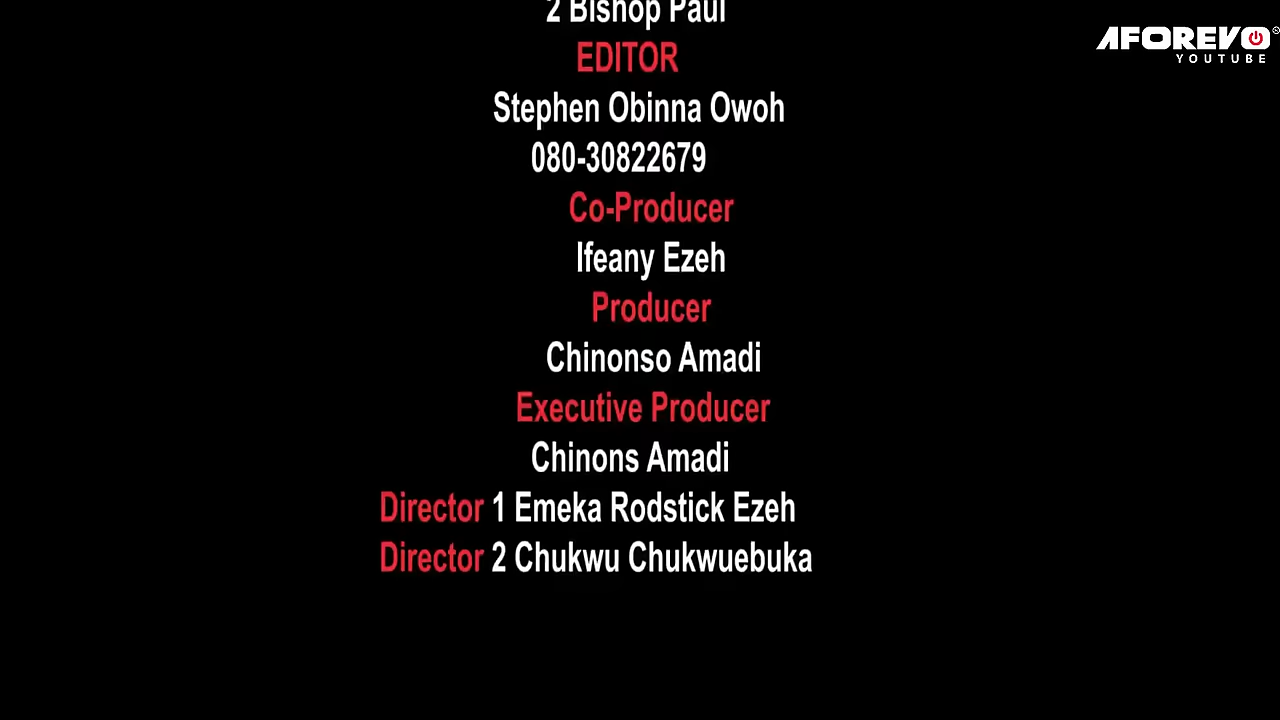 2 Bishop Paul
AFOREVO
YOUTUBE
EDITOR
Stephen Obinna Owoh
080-30822679
Co-Producer
Ifeany Ezeh
Producer
Chinonso Amadi
Executive Producer
Chinons Amadi
Director 1 Emeka Rodstick Ezeh
Director 2 Chukwu Chukwuebuka